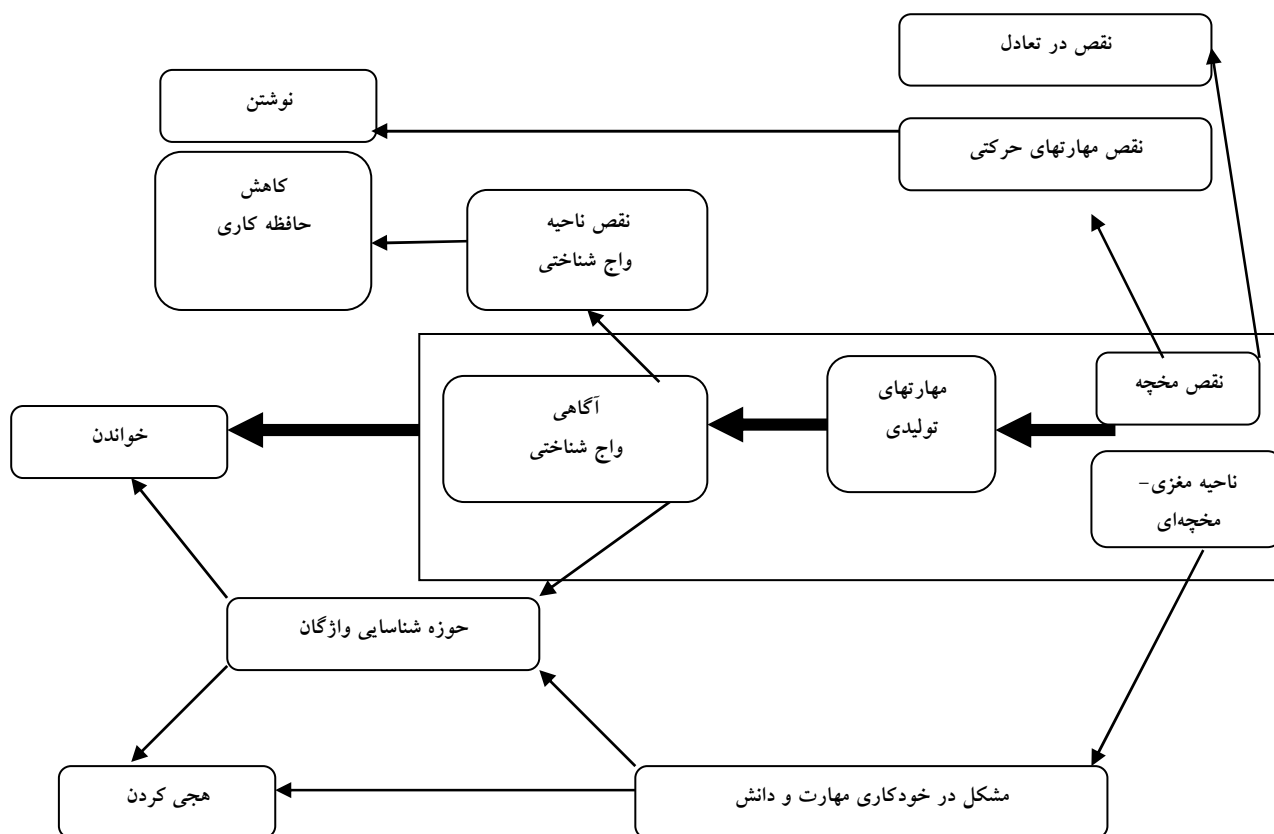 نقص در تعادل
نوشتن
نقص مهارتهای حرکتی
کاهش
حافظه کاری
نقص ناحیه
واج شناختی
نقص مخچه
مهارتهای
تولیدی
آگاهی
واج شناختی
خواندن
ناحیه مغزی-
مخچه‌ای
حوزه شناسایی واژگان
مشکل در خودکاری مهارت و دانش
هجی کردن